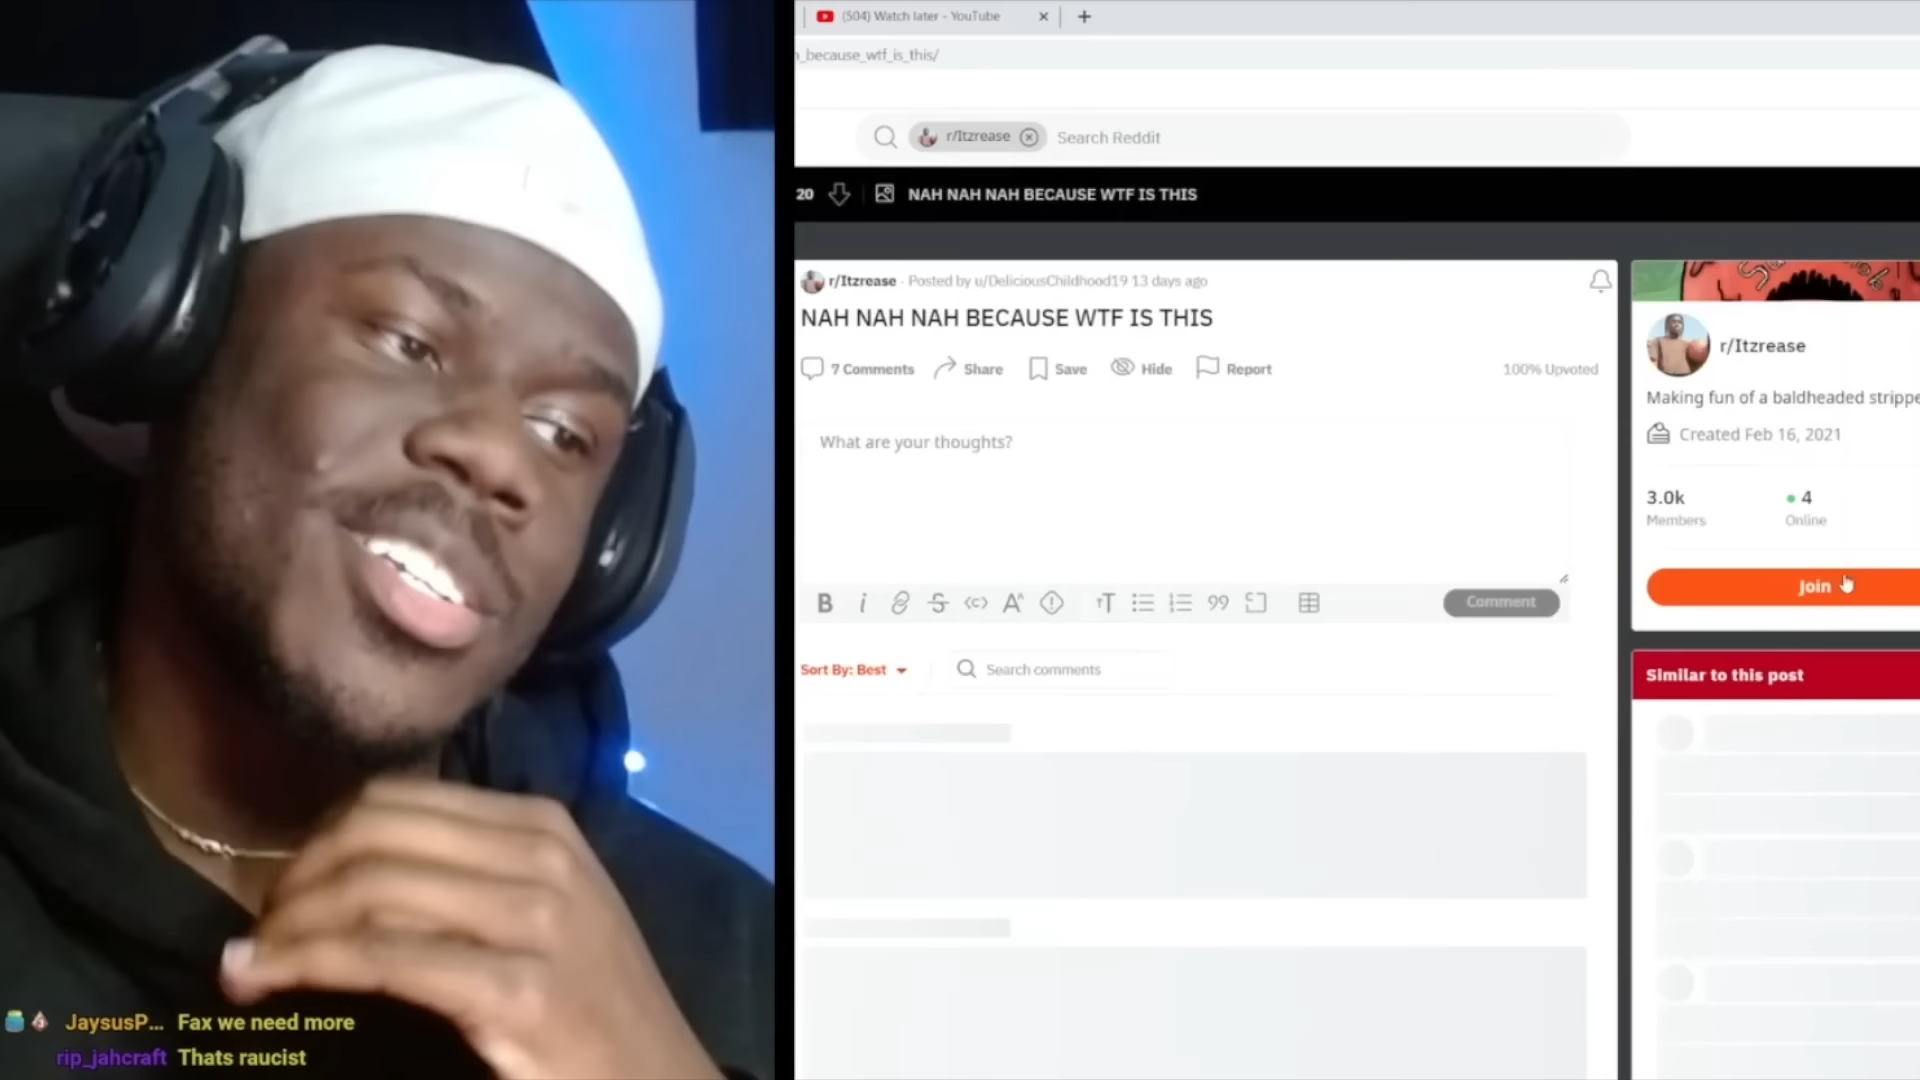 (504) Watch later - YouTube
_because_wtf_is_this/
r/Itzrease
Search Reddit
20
NAH NAH NAH BECAUSE WTF IS THIS
r/Itzrease · Posted by u/DeliciousChildhood19 13 days ago
NAH NAH NAH BECAUSE WTF IS THIS
7 Comments
Share
Save
Hide
Report
100% Upvoted
What are your thoughts?
Comment
Sort By: Best
Search comments
r/Itzrease
Making fun of a baldheaded strippe
Created Feb 16, 2021
3.0k
4
Members
Online
Join
Similar to this post
JaysusP... Fax we need more
rip_jahcraft Thats raucist